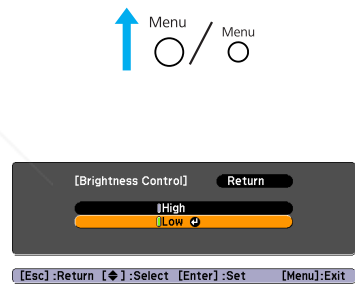 Menu
Menu
[Brightness Control] Return
High
Low
[Esc] :Return [ ] :Select [Enter] :Set [Menu]:Exit